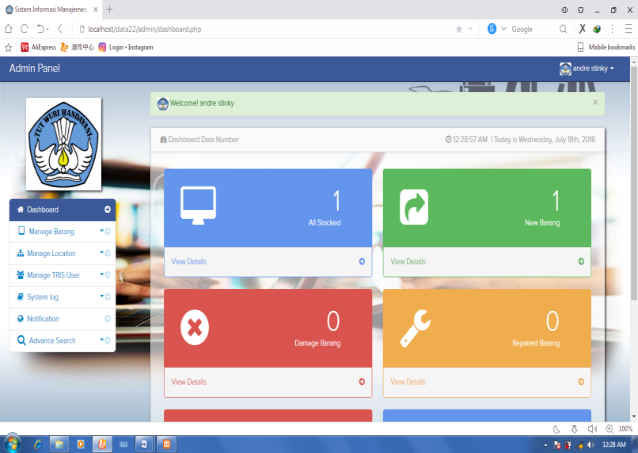 Sistem Informasi Manajemen
localhost/data22/admin/dashboard.php
Google
AliExpress 游戏中心 Login • Instagram
Mobile bookmarks
Admin Panel
andre stinky
TUT WURI HANDAYANI
Welcome! andre stinky
×
Dashboard Data Number
12:28:57 AM | Today is Wednesday, July 18th, 2018
Dashboard
Manage Barang
Manage Location
Manage TRIS User
System log
Notification
Advance Search
1
All Stocked
View Details
1
New Barang
View Details
0
Damage Barang
View Details
0
Repaired Barang
View Details
100%
12:28 AM